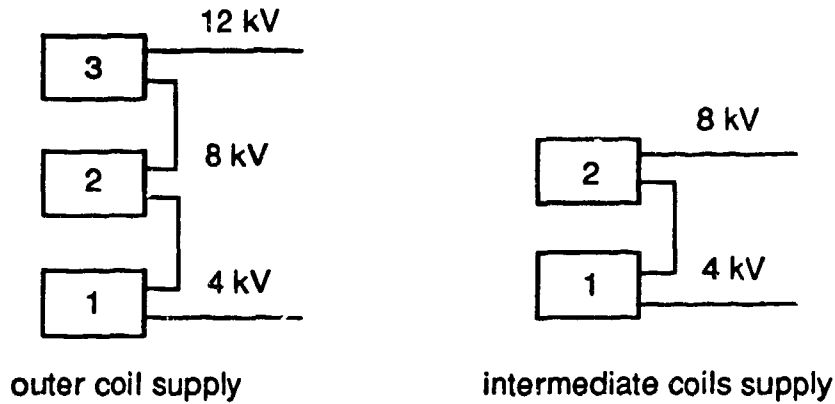 12 kV
3
8 kV
2
4 kV
1
outer coil supply
8 kV
2
4 kV
1
intermediate coils supply